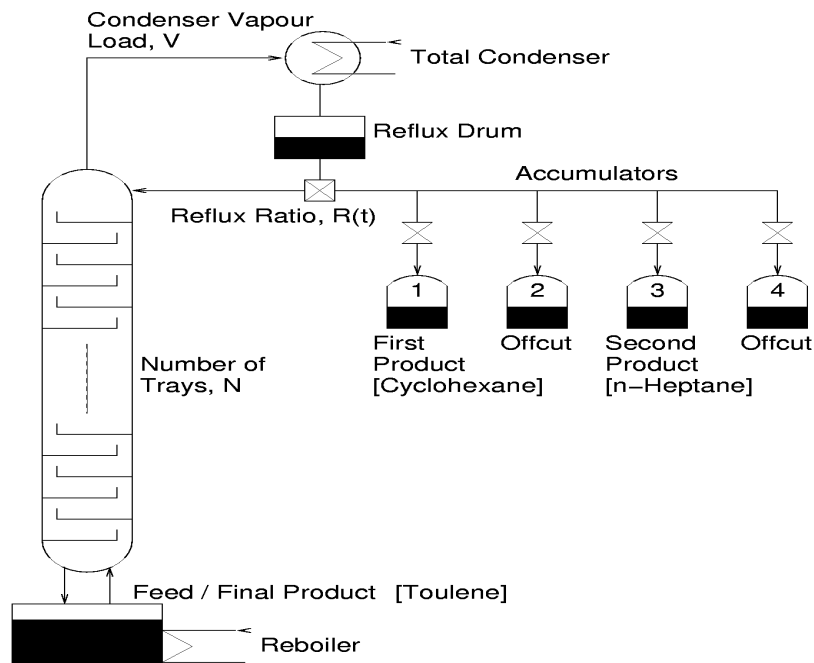 Condenser Vapour
Load, V
Total Condenser
Reflux Drum
Accumulators
Reflux Ratio, R(t)
1
2
3
4
First
Product
[Cyclohexane]
Offcut
Second
Product
[n-Heptane]
Offcut
Number of
Trays, N
Feed / Final Product [Toulene]
Reboiler